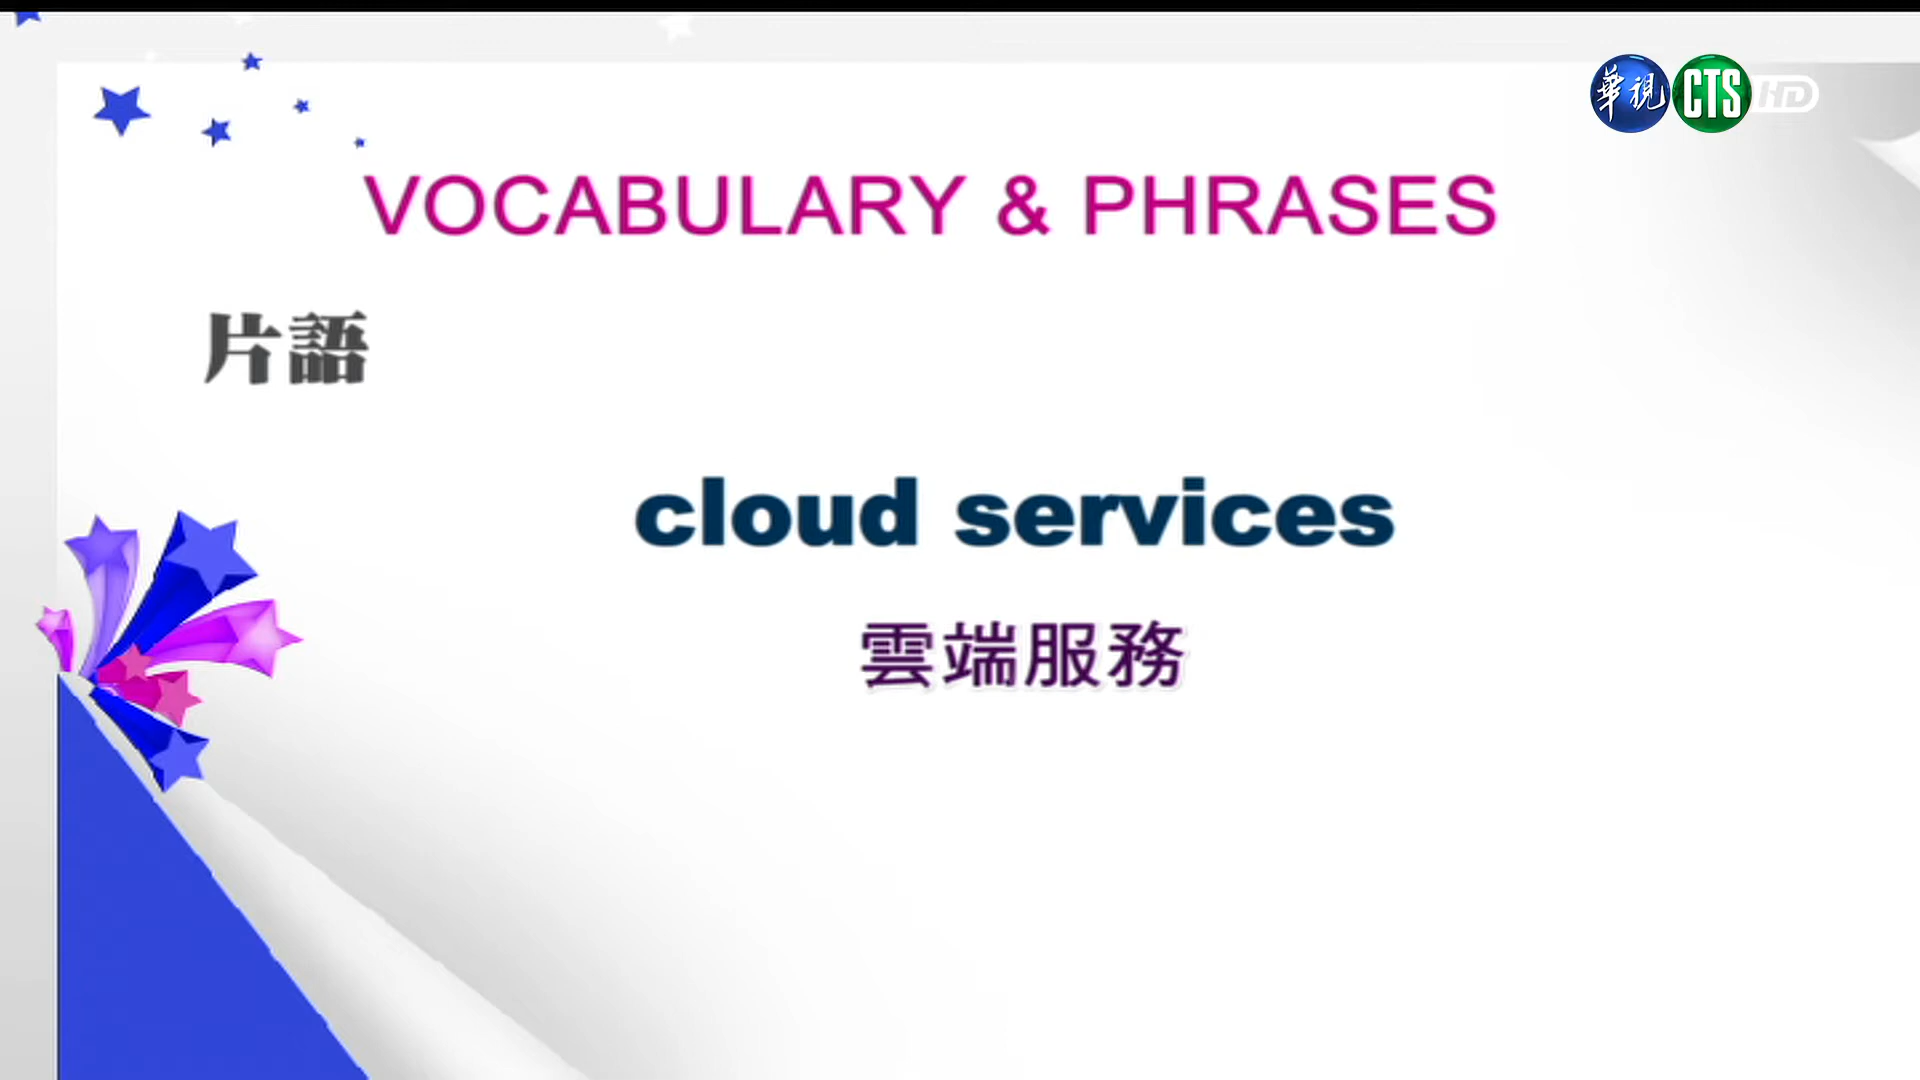 華視 CTS HD
VOCABULARY & PHRASES
片語
cloud services
雲端服務